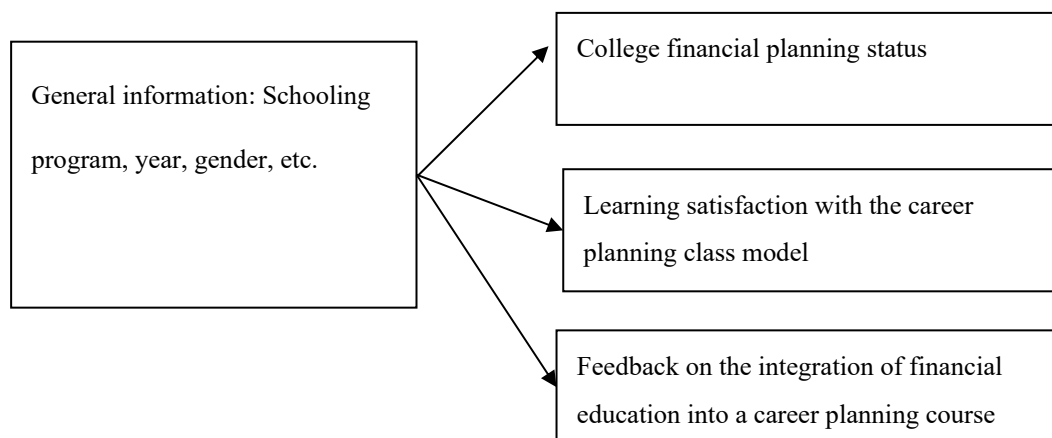 General information: Schooling
program, year, gender, etc.
College financial planning status
Learning satisfaction with the career
planning class model
Feedback on the integration of financial
education into a career planning course